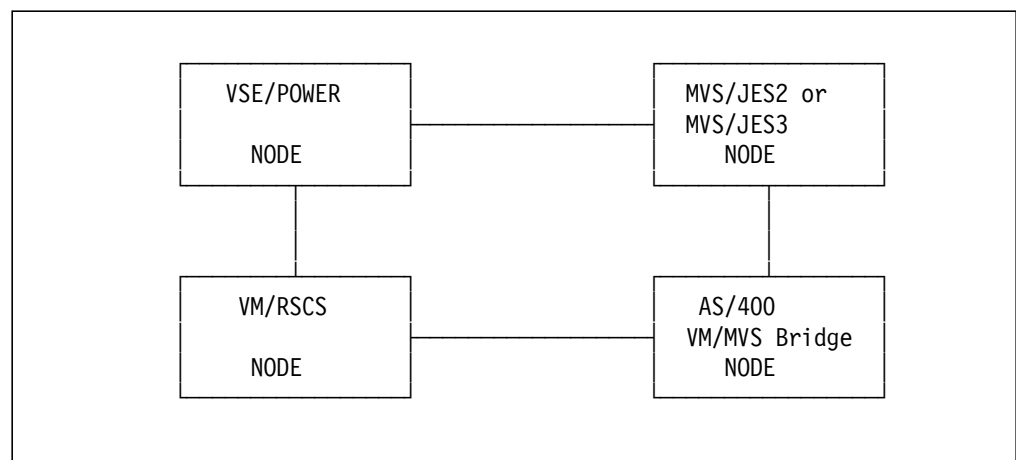 VSE/POWER
NODE
MVS/JES2 or
MVS/JES3
NODE
VM/RSCS
NODE
AS/400
VM/MVS Bridge
NODE